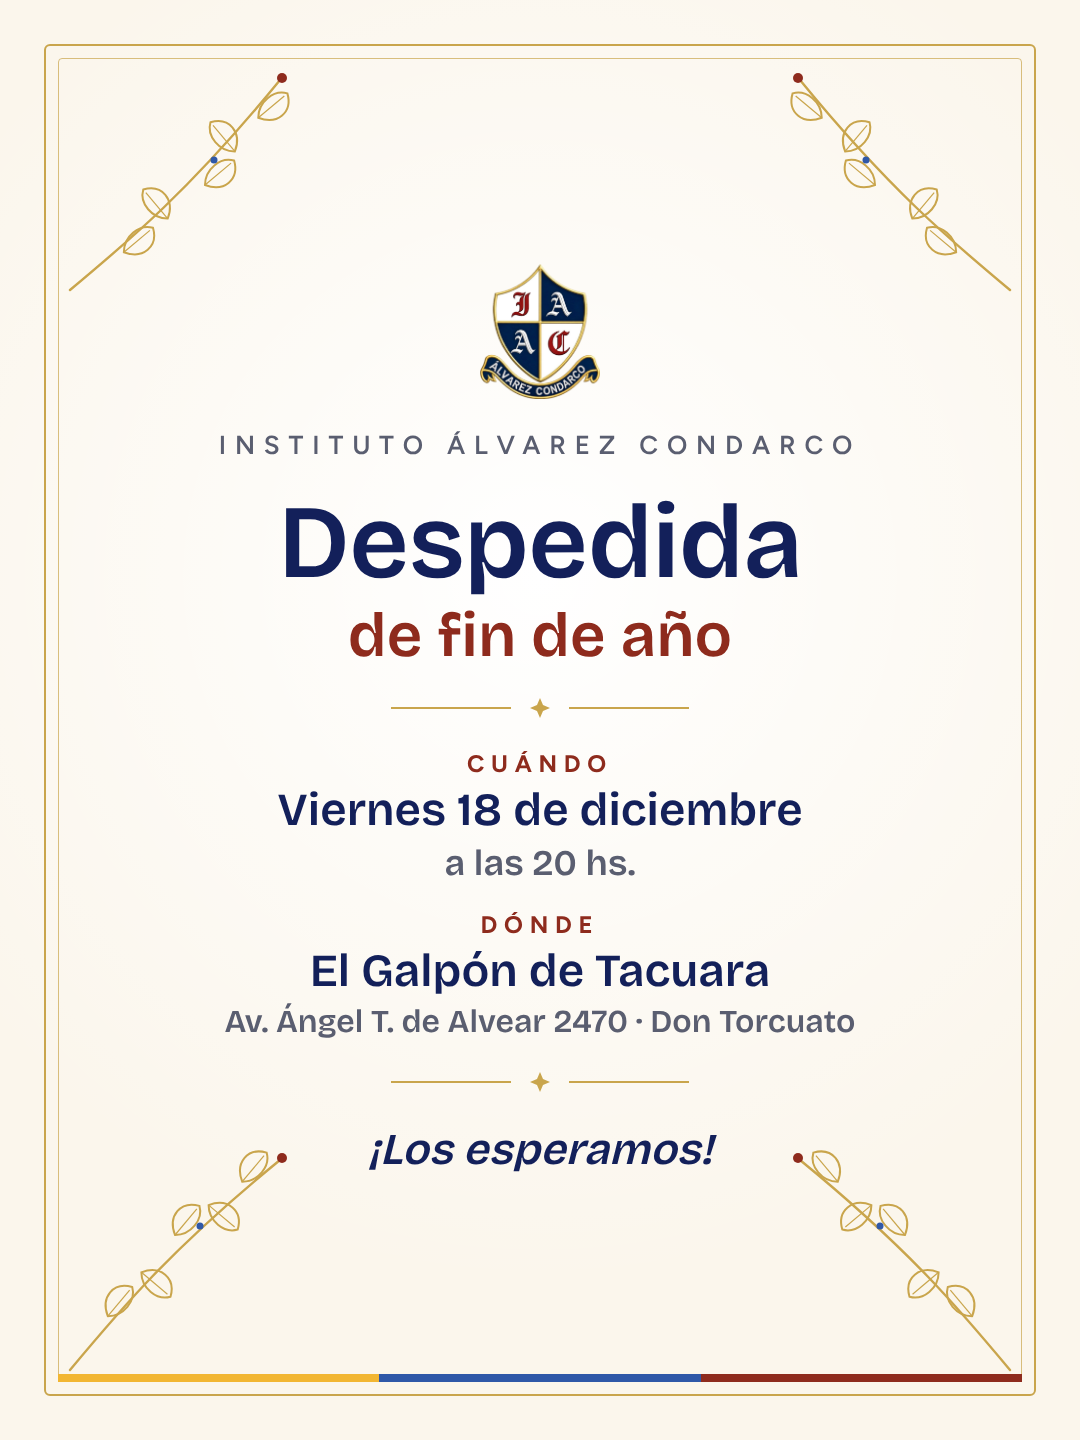 I A
A C
ÁLVAREZ CONDARCO
INSTITUTO ÁLVAREZ CONDARCO
Despedida
de fin de año
CUÁNDO
Viernes 18 de diciembre
a las 20 hs.
DÓNDE
El Galpón de Tacuara
Av. Ángel T. de Alvear 2470 · Don Torcuato
¡Los esperamos!